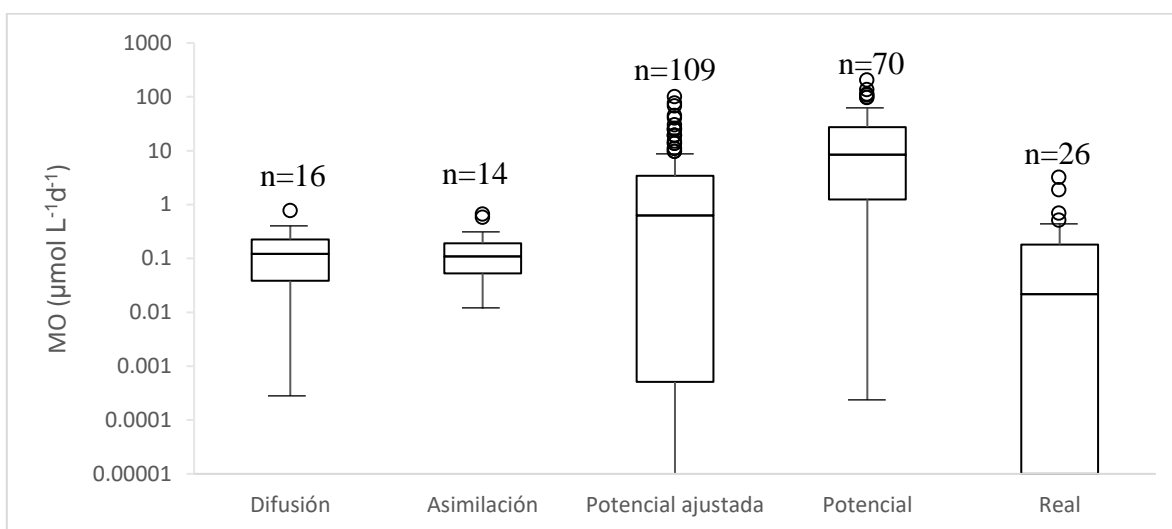 1000
100
10
1
0.1
0.01
0.001
0.0001
0.00001
MO (µmol L⁻¹d⁻¹)
n=16
n=14
n=109
n=70
n=26
Difusión
Asimilación
Potencial ajustada
Potencial
Real